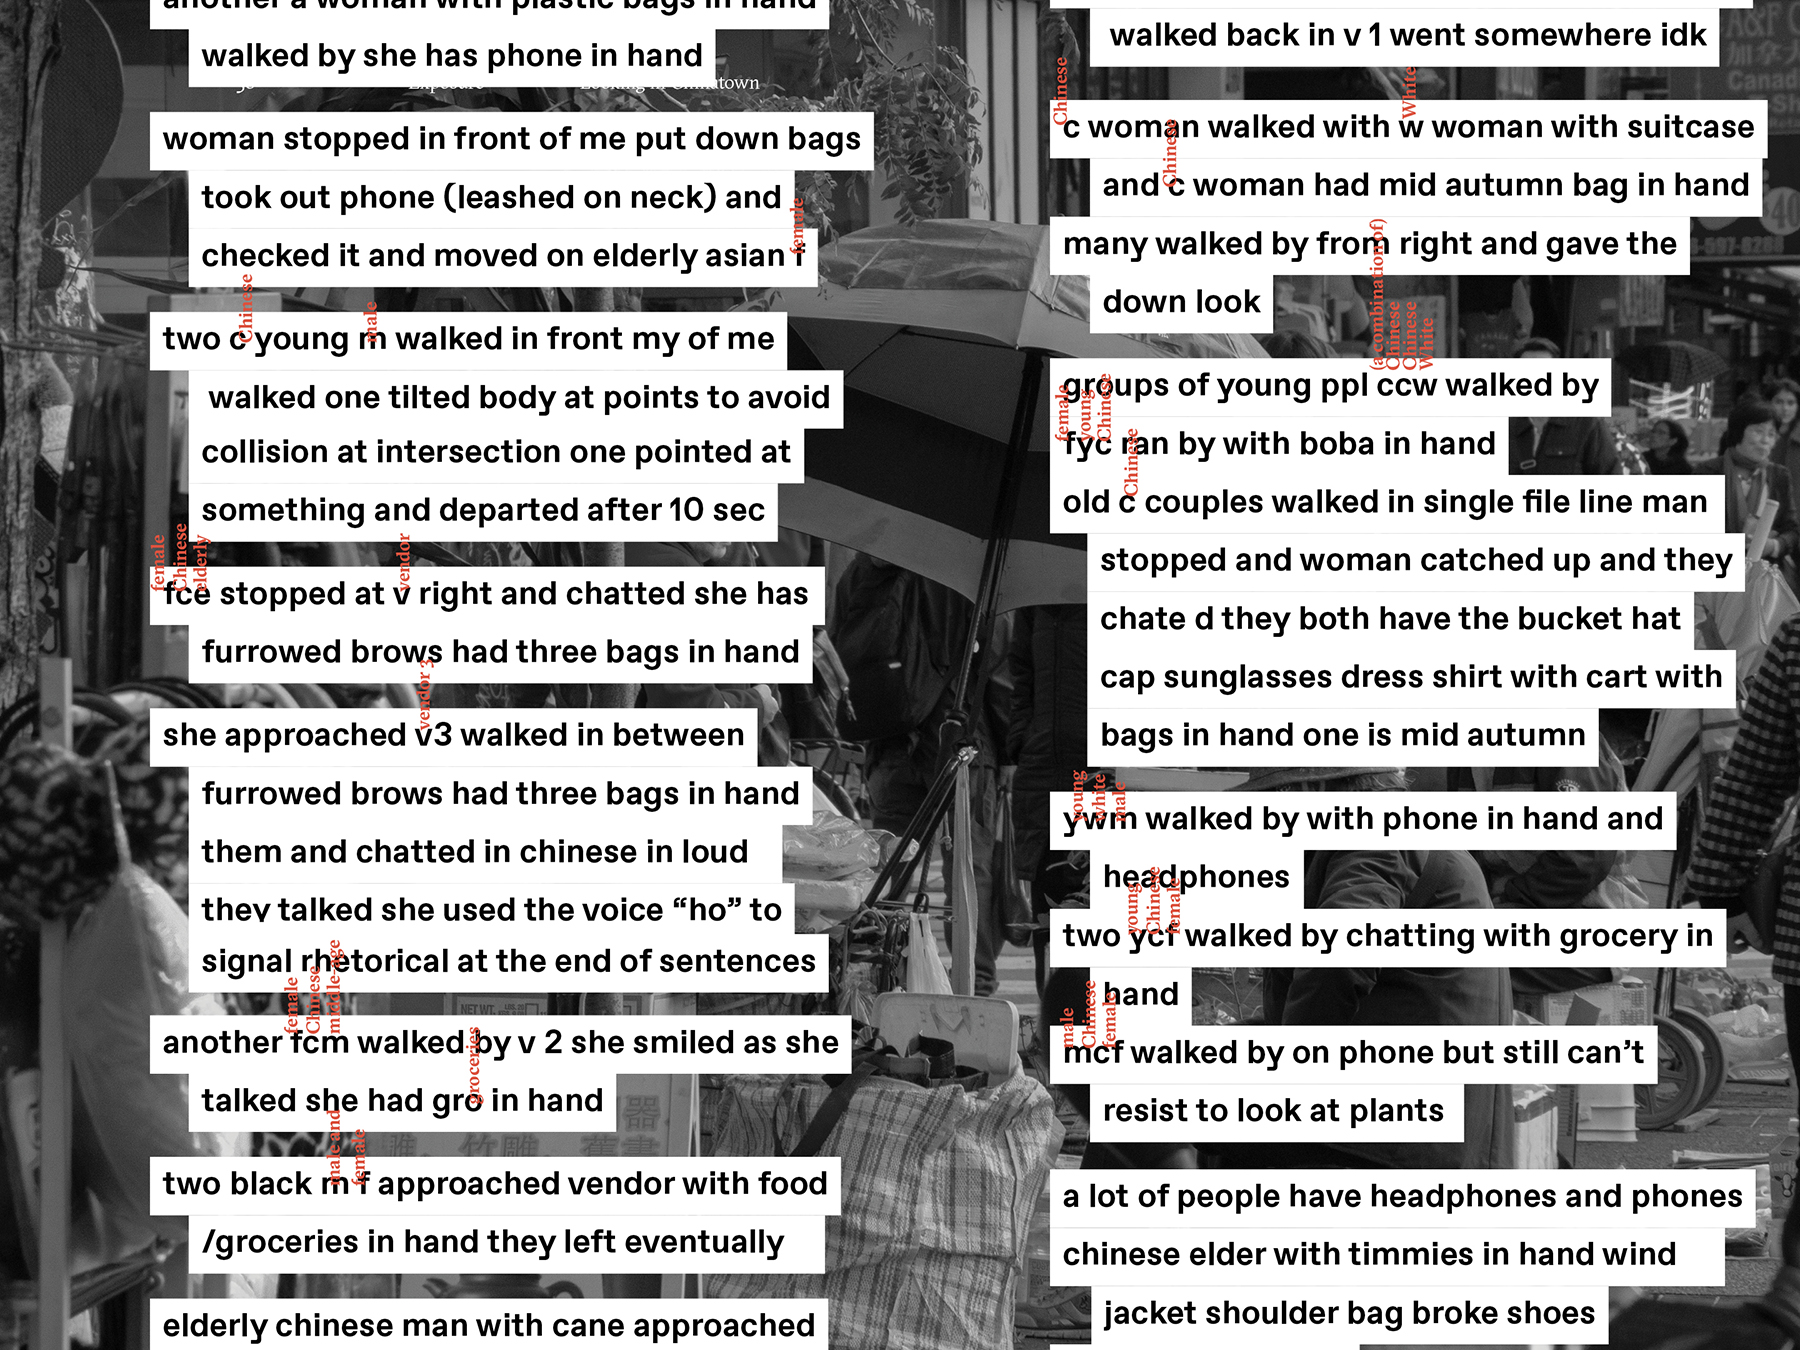 another a woman with plastic bags in hand
walked by she has phone in hand
36 Exposure Looking in Chinatown
woman stopped in front of me put down bags
took out phone (leashed on neck) and
female
checked it and moved on elderly asian f
Chinese male
two c young m walked in front my of me
walked one tilted body at points to avoid
collision at intersection one pointed at
something and departed after 10 sec
female Chinese elderly vendor
fce stopped at v right and chatted she has
furrowed brows had three bags in hand
vendor 3
she approached v3 walked in between
furrowed brows had three bags in hand
them and chatted in chinese in loud
they talked she used the voice “ho” to
signal rhetorical at the end of sentences
female Chinese middle-age
another fcm walked by v 2 she smiled as she
groceries
talked she had gro in hand
male and female
two black m f approached vendor with food
/groceries in hand they left eventually
elderly chinese man with cane approached
walked back in v 1 went somewhere idk
Chinese White
c woman walked with w woman with suitcase
Chinese
and c woman had mid autumn bag in hand
many walked by from right and gave the
down look
(a combination of) Chinese Chinese White
groups of young ppl ccw walked by
female young Chinese
fyc ran by with boba in hand
Chinese
old c couples walked in single file line man
stopped and woman catched up and they
chate d they both have the bucket hat
cap sunglasses dress shirt with cart with
bags in hand one is mid autumn
young white male
ywm walked by with phone in hand and
headphones
young Chinese female
two ycf walked by chatting with grocery in
hand
male Chinese female
mcf walked by on phone but still can’t
resist to look at plants
a lot of people have headphones and phones
chinese elder with timmies in hand wind
jacket shoulder bag broke shoes
A&F
Canad
597-0288
NET WT.
器
雕 竹雕 舊書